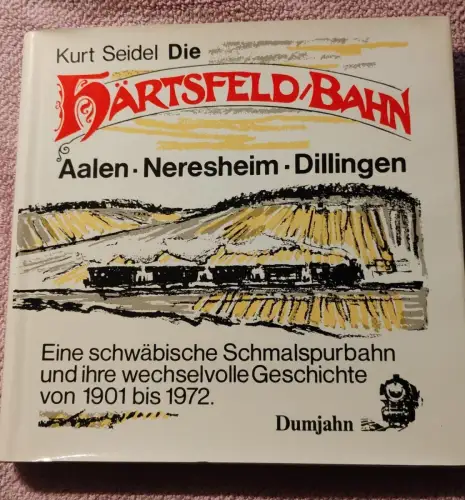 Kurt Seidel Die
HÄRTSFELD/BAHN
Aalen · Neresheim · Dillingen
Eine schwäbische Schmalspurbahn
und ihre wechselvolle Geschichte
von 1901 bis 1972.
Dumjahn